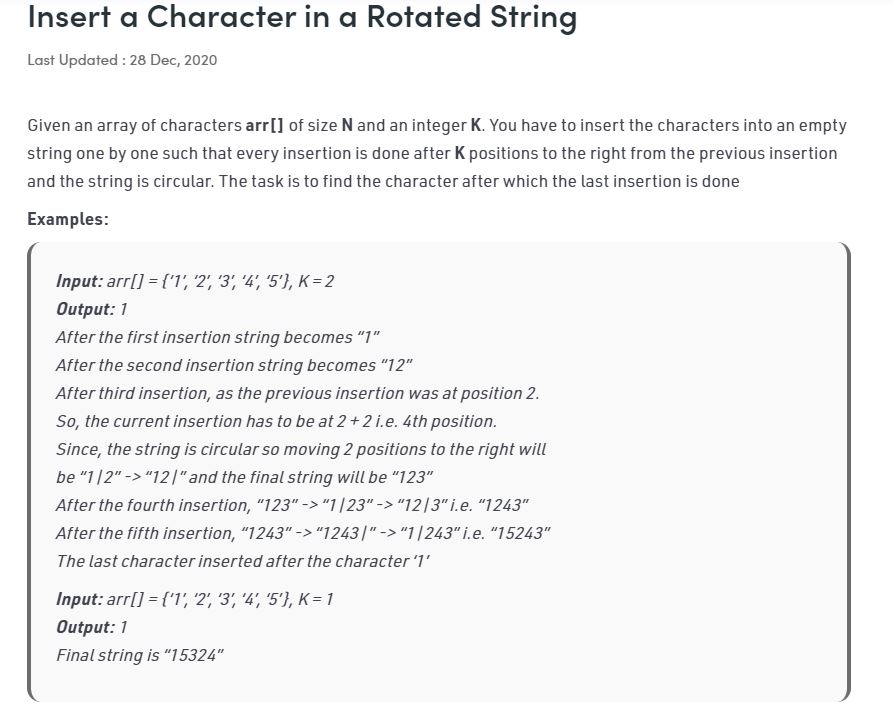 Insert a Character in a Rotated String
Last Updated : 28 Dec, 2020
Given an array of characters arr[] of size N and an integer K. You have to insert the characters into an empty
string one by one such that every insertion is done after K positions to the right from the previous insertion
and the string is circular. The task is to find the character after which the last insertion is done
Examples:
Input: arr[] = {‘1’, ‘2’, ‘3’, ‘4’, ‘5’}, K = 2
Output: 1
After the first insertion string becomes “1”
After the second insertion string becomes “12”
After third insertion, as the previous insertion was at position 2.
So, the current insertion has to be at 2 + 2 i.e. 4th position.
Since, the string is circular so moving 2 positions to the right will
be “1|2” -> “12|” and the final string will be “123”
After the fourth insertion, “123” -> “1|23” -> “12|3” i.e. “1243”
After the fifth insertion, “1243” -> “1243|” -> “1|243” i.e. “15243”
The last character inserted after the character ‘1’
Input: arr[] = {‘1’, ‘2’, ‘3’, ‘4’, ‘5’}, K = 1
Output: 1
Final string is “15324”